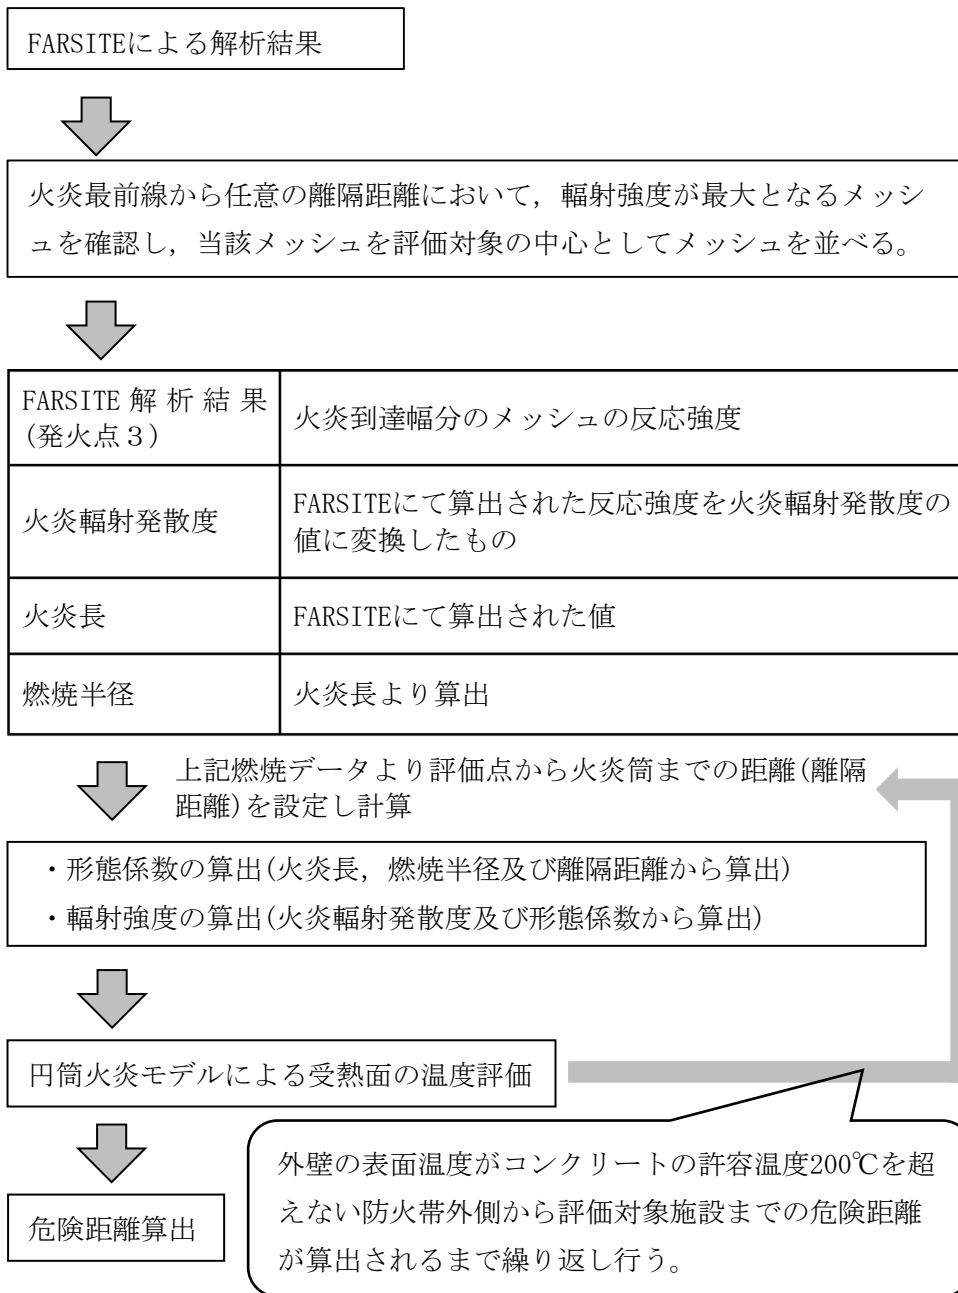 FARSITEによる解析結果
火炎最前線から任意の離隔距離において，輻射強度が最大となるメッシ
ュを確認し，当該メッシュを評価対象の中心としてメッシュを並べる。
FARSITE 解 析 結 果
(発火点３)
火炎到達幅分のメッシュの反応強度
火炎輻射発散度
FARSITEにて算出された反応強度を火炎輻射発散度の
値に変換したもの
火炎長
FARSITEにて算出された値
燃焼半径
火炎長より算出
上記燃焼データより評価点から火炎筒までの距離(離隔
距離)を設定し計算
・形態係数の算出(火炎長，燃焼半径及び離隔距離から算出)
・輻射強度の算出(火炎輻射発散度及び形態係数から算出)
円筒火炎モデルによる受熱面の温度評価
外壁の表面温度がコンクリートの許容温度200℃を超
えない防火帯外側から評価対象施設までの危険距離
が算出されるまで繰り返し行う。
危険距離算出